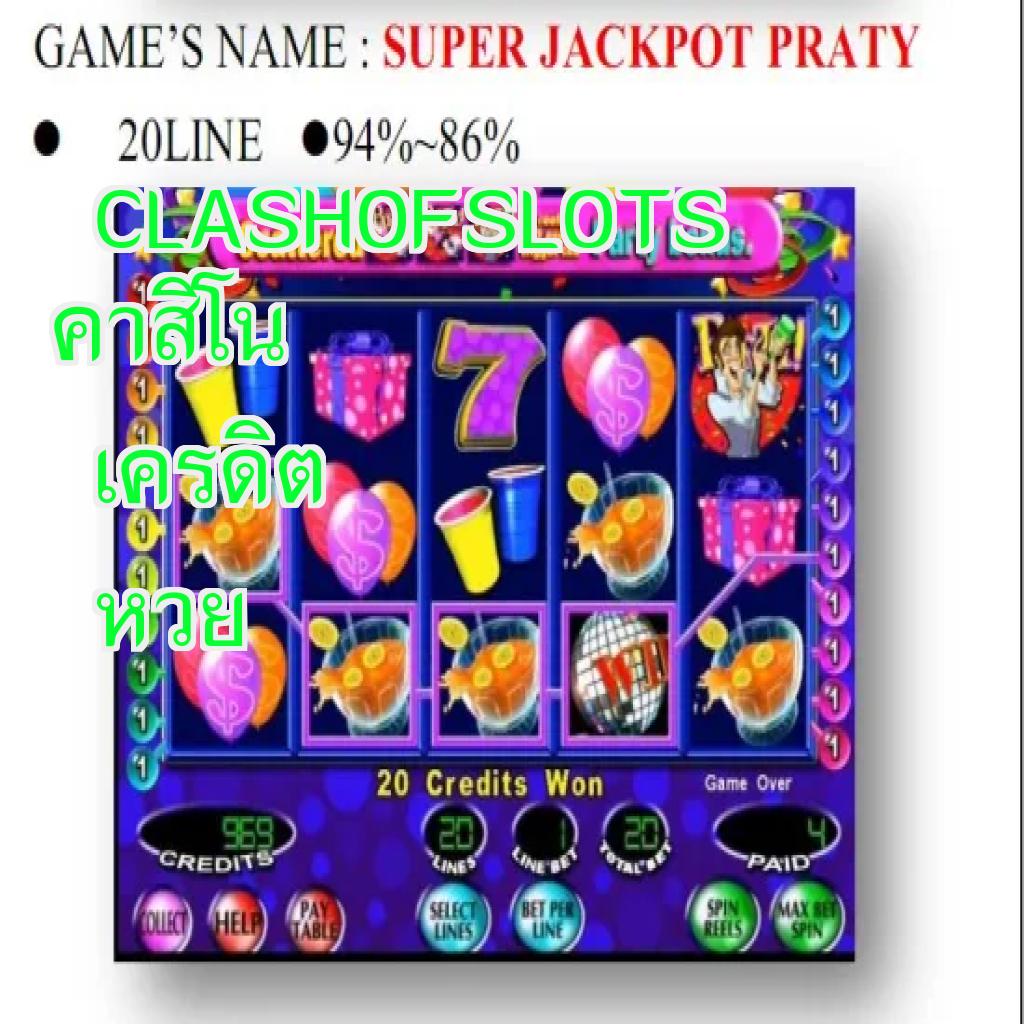 GAME'S NAME : SUPER JACKPOT PRATY
● 20LINE ●94%~86%
CLASHOFSLOTS
Party Bonus.
คาสิโน
เครดิต
หวย
20 Credits Won
Game Over
969
20
1
20
4
CREDITS
LINES
LINE BET
TOTAL BET
PAID
COLLECT
HELP
PAY TABLE
SELECT LINES
BET PER LINE
SPIN REELS
MAX BET SPIN